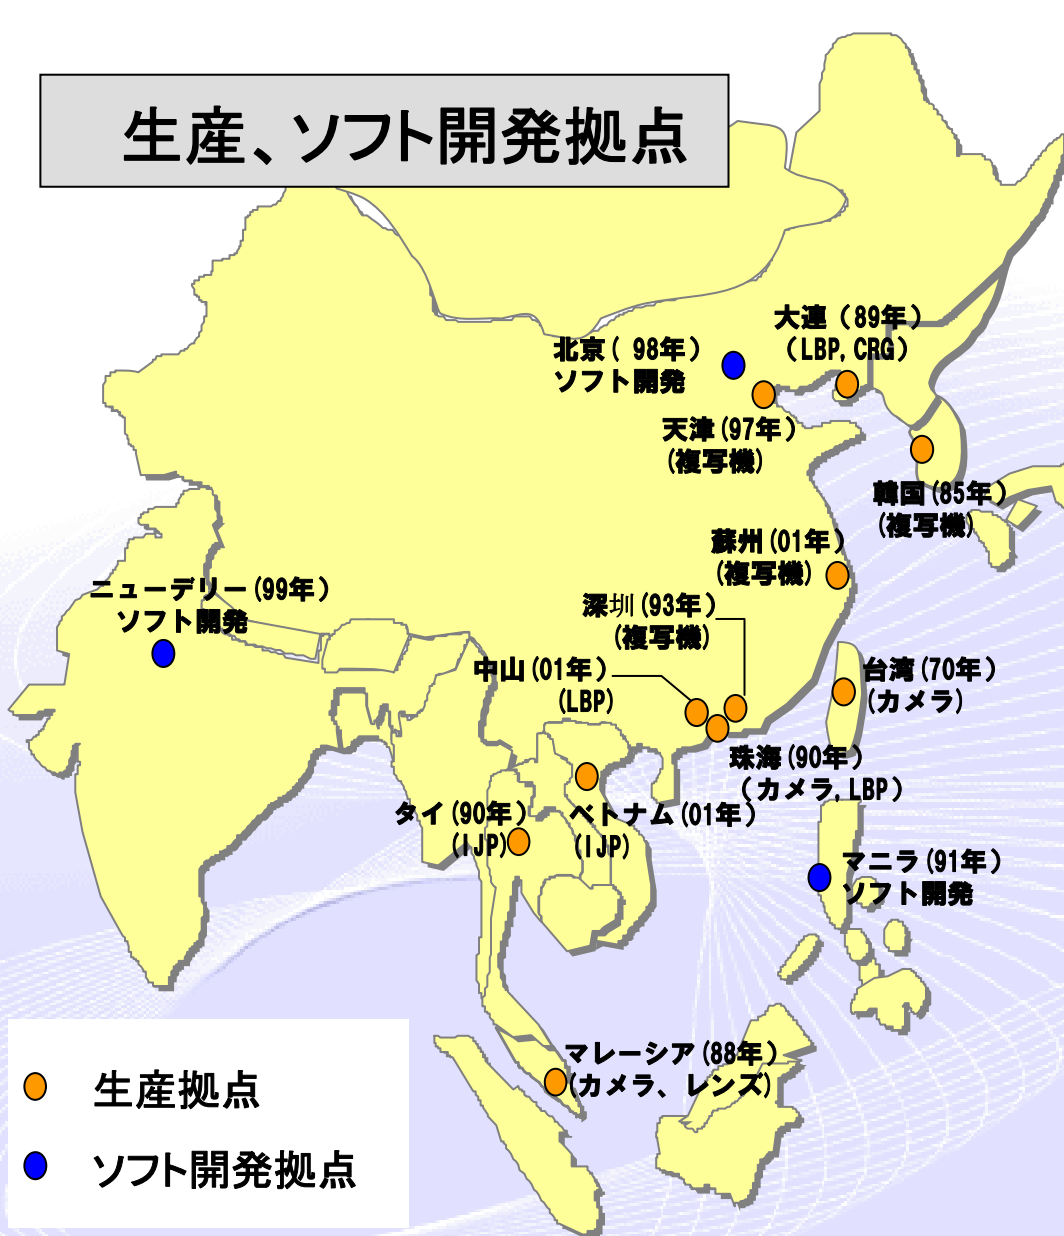 生産、ソフト開発拠点
大連（89年）
（LBP,CRG）
北京( 98年）
ソフト開発
天津(97年）
(複写機)
韓国(85年）
(複写機)
蘇州(01年）
(複写機)
ニューデリー(99年）
ソフト開発
深圳(93年）
(複写機)
中山(01年）
(LBP)
台湾(70年）
(カメラ)
珠海(90年）
（カメラ,LBP）
タイ(90年）
(IJP)
ベトナム(01年）
(IJP)
マニラ(91年）
ソフト開発
マレーシア(88年）
(カメラ、レンズ)
生産拠点
ソフト開発拠点